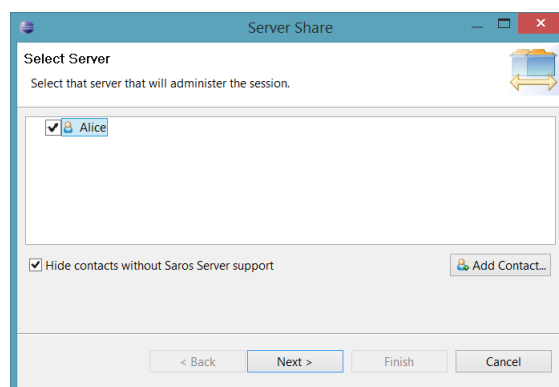 Server Share
Select Server
Select that server that will administer the session.
Alice
Hide contacts without Saros Server support
Add Contact...
< Back
Next >
Finish
Cancel